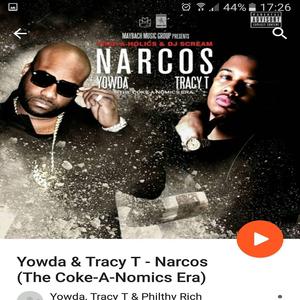 44% 17:26
MAYBACH MUSIC GROUP PRESENTS
& DJ SCREAM
NARCOS
YOWDA TRACY T
THE COKE-A-NOMICS ERA
PARENTAL
ADVISORY
EXPLICIT CONTENT
Yowda & Tracy T - Narcos
(The Coke-A-Nomics Era)
Yowda, Tracy T & Philthy Rich